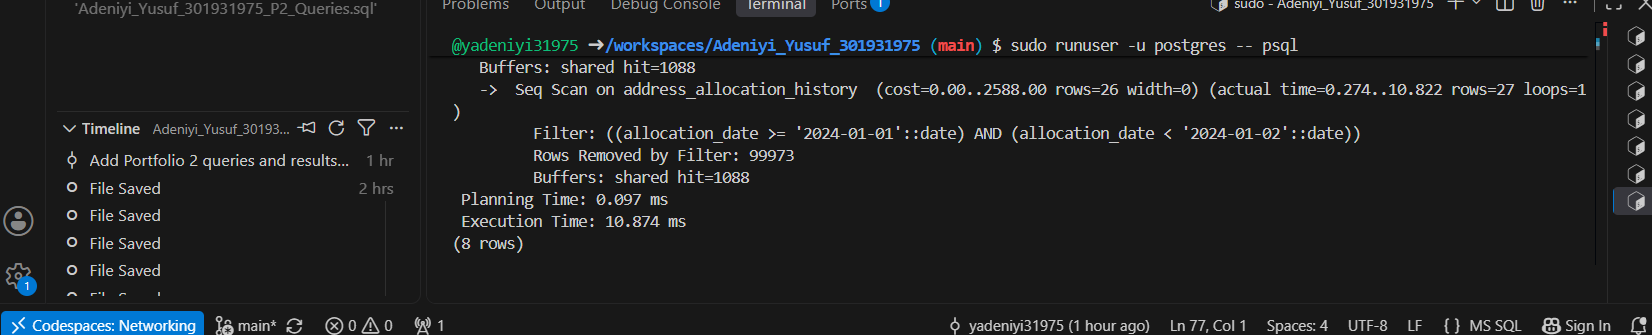 'Adeniyi_Yusuf_301931975_P2_Queries.sql'
Problems Output Debug Console Terminal Ports 1
sudo - Adeniyi_Yusuf_301931975
@yadeniyi31975 ➜/workspaces/Adeniyi_Yusuf_301931975 (main) $ sudo runuser -u postgres -- psql
Buffers: shared hit=1088
-> Seq Scan on address_allocation_history (cost=0.00..2588.00 rows=26 width=0) (actual time=0.274..10.822 rows=27 loops=1
)
Filter: ((allocation_date >= '2024-01-01'::date) AND (allocation_date < '2024-01-02'::date))
Rows Removed by Filter: 99973
Buffers: shared hit=1088
Planning Time: 0.097 ms
Execution Time: 10.874 ms
(8 rows)
Timeline Adeniyi_Yusuf_30193...
Add Portfolio 2 queries and results... 1 hr
File Saved 2 hrs
File Saved
File Saved
File Saved
File Saved
1
Codespaces: Networking main* 0 0 1 yadeniyi31975 (1 hour ago) Ln 77, Col 1 Spaces: 4 UTF-8 LF { } MS SQL Sign In